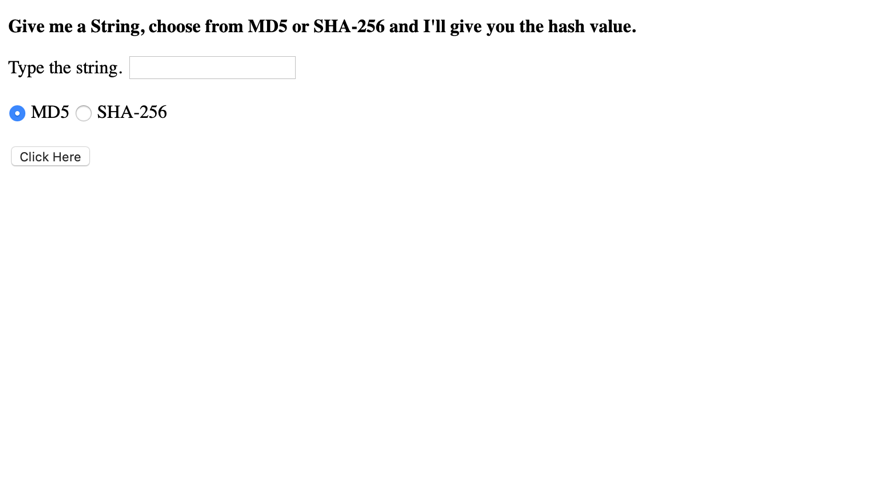 Give me a String, choose from MD5 or SHA-256 and I'll give you the hash value.
Type the string.
MD5 SHA-256
Click Here